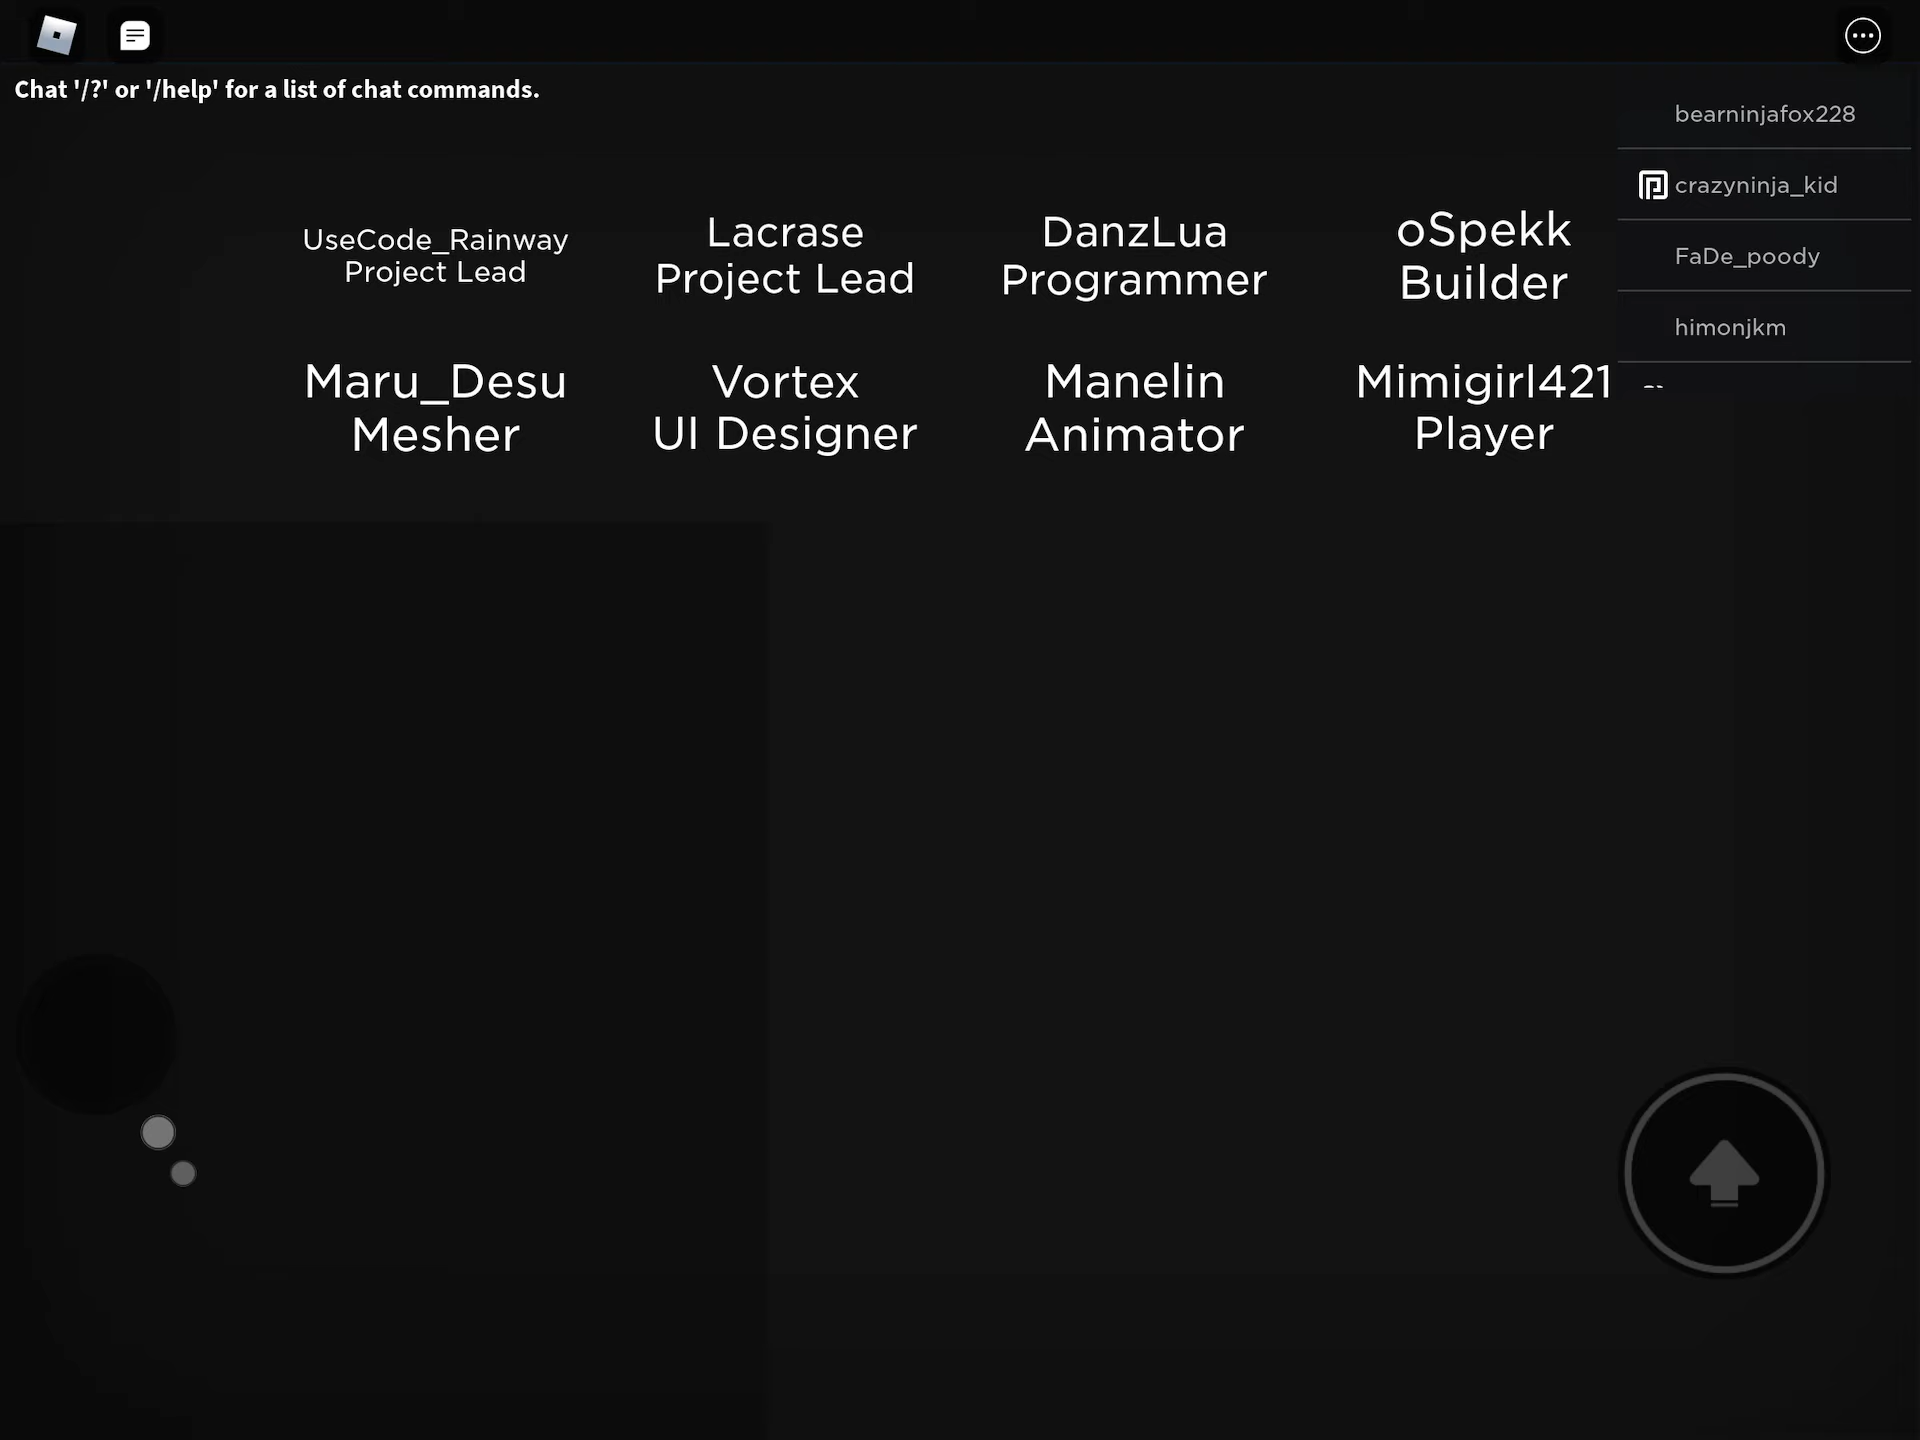 Chat '/?' or '/help' for a list of chat commands.
bearninjafox228
crazyninja_kid
FaDe_poody
himonjkm
UseCode_Rainway
Project Lead
Lacrase
Project Lead
DanzLua
Programmer
oSpekk
Builder
Maru_Desu
Mesher
Vortex
UI Designer
Manelin
Animator
Mimigirl421
Player